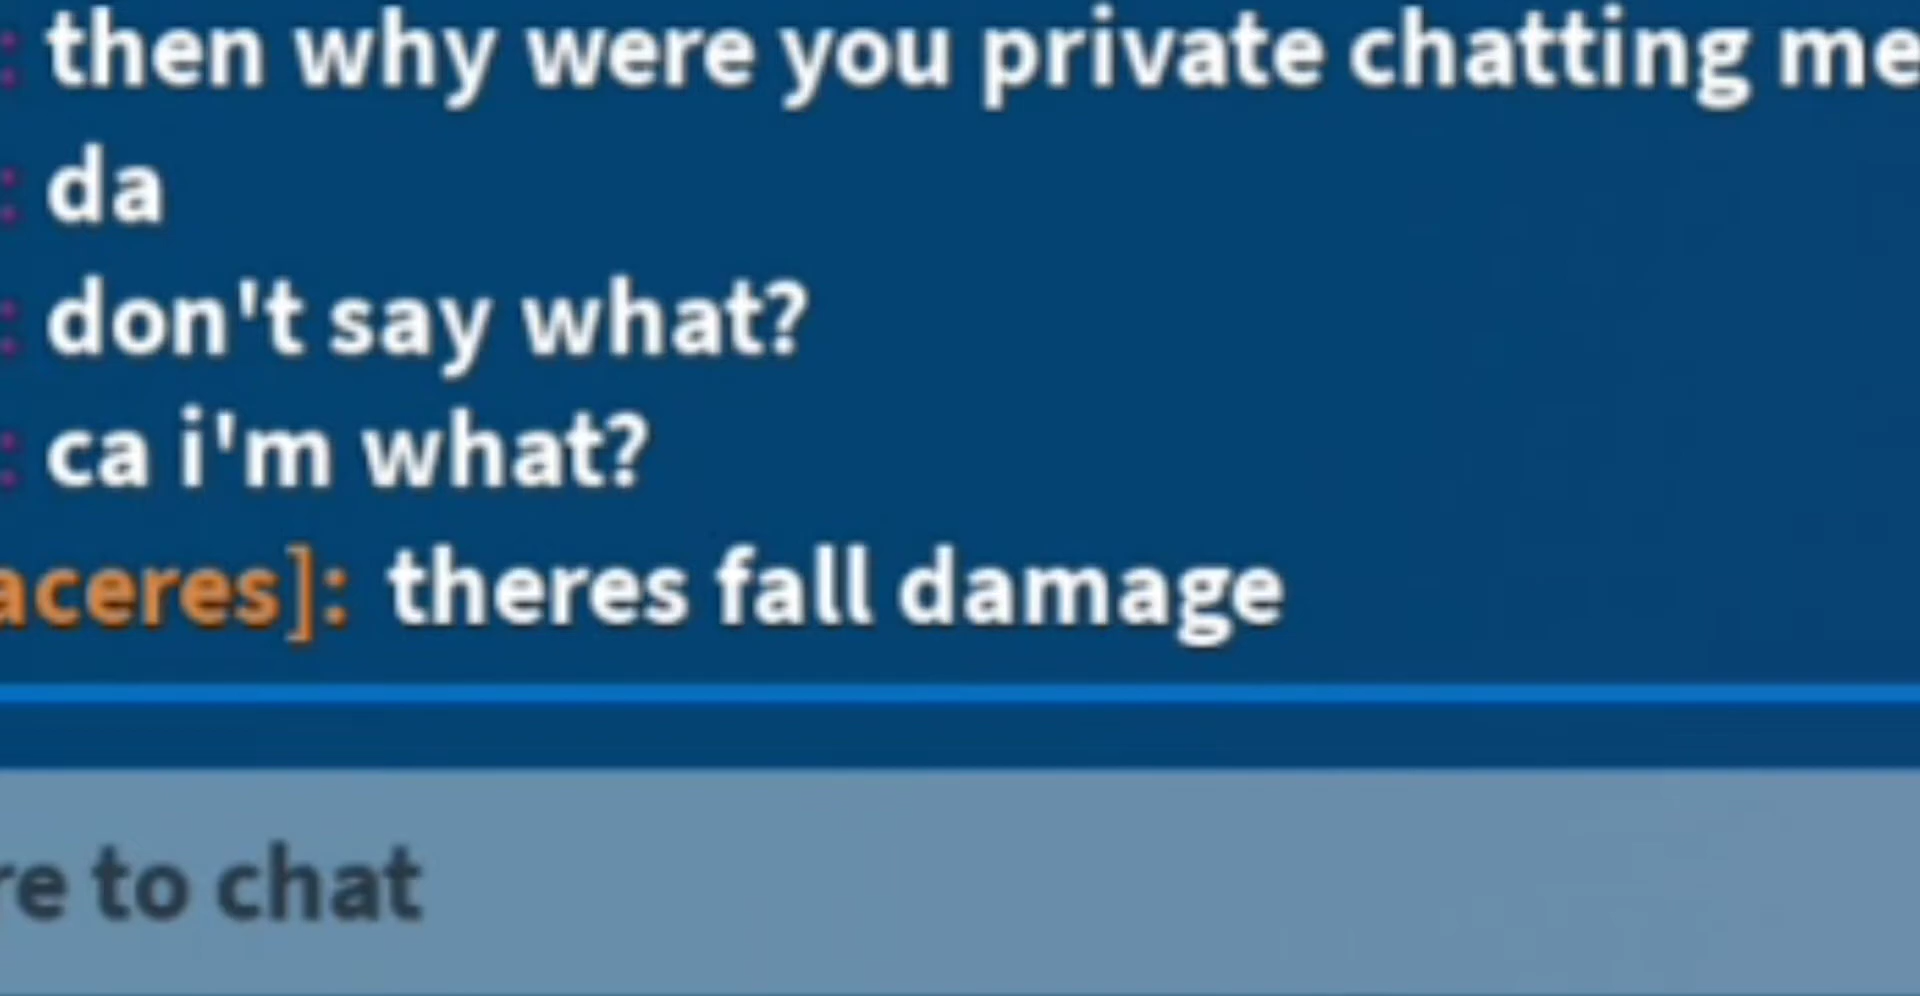 : then why were you private chatting me
: da
: don't say what?
: ca i'm what?
aceres]: theres fall damage
re to chat